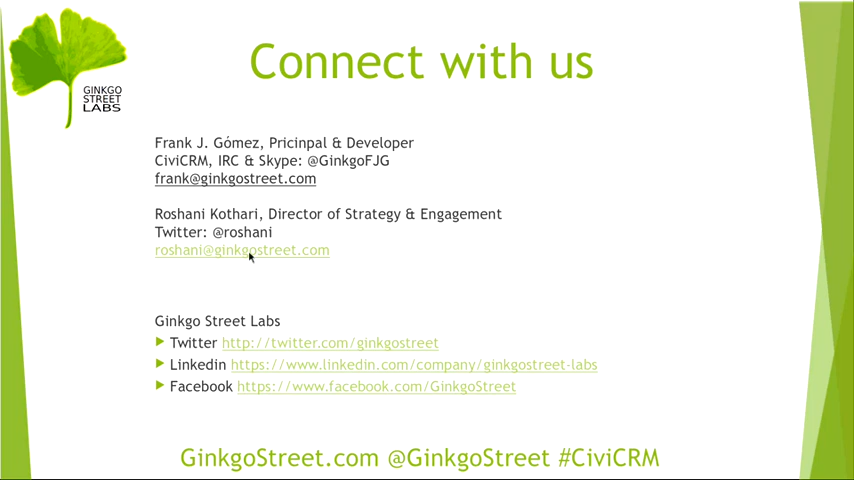 GINKGO
STREET
LABS
Connect with us
Frank J. Gómez, Pricinpal & Developer
CiviCRM, IRC & Skype: @GinkgoFJG
frank@ginkgostreet.com
Roshani Kothari, Director of Strategy & Engagement
Twitter: @roshani
roshani@ginkgostreet.com
Ginkgo Street Labs
Twitter http://twitter.com/ginkgostreet
Linkedin https://www.linkedin.com/company/ginkgostreet-labs
Facebook https://www.facebook.com/GinkgoStreet
GinkgoStreet.com @GinkgoStreet #CiviCRM